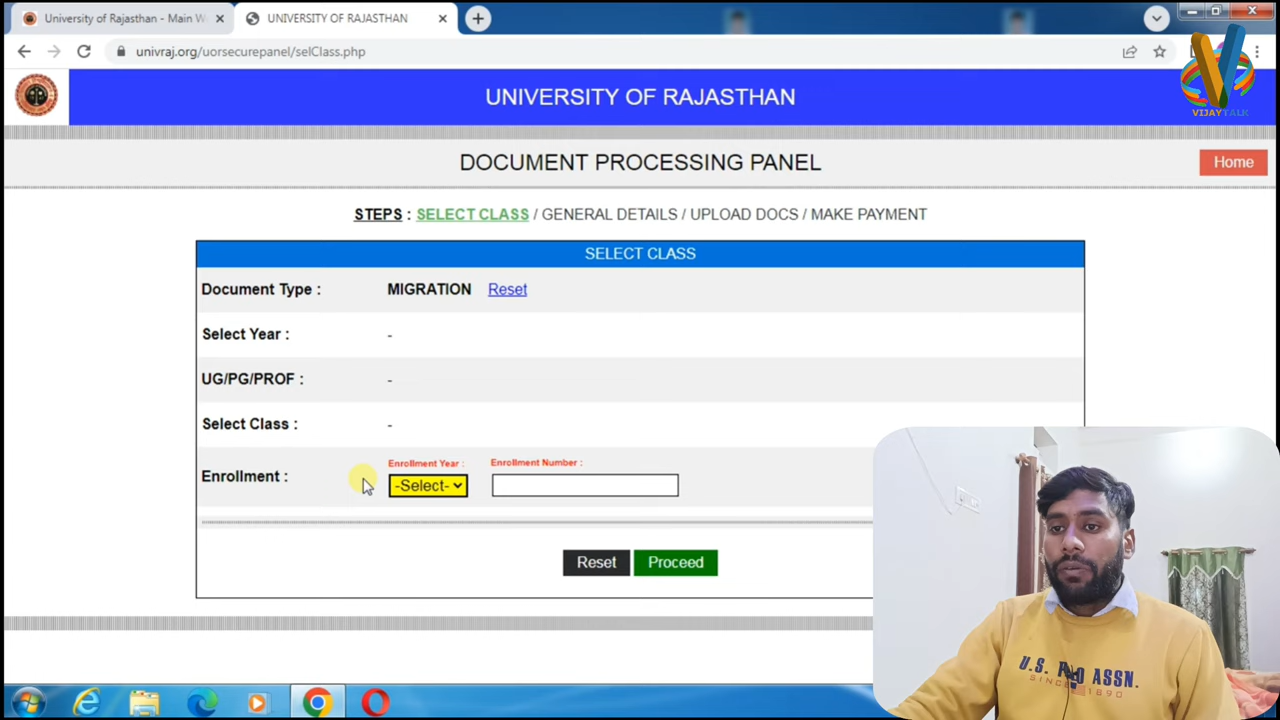 University of Rajasthan - Main W
UNIVERSITY OF RAJASTHAN
univraj.org/uorsecurepanel/selClass.php
VIJAYTALK
UNIVERSITY OF RAJASTHAN
DOCUMENT PROCESSING PANEL
Home
STEPS : SELECT CLASS / GENERAL DETAILS / UPLOAD DOCS / MAKE PAYMENT
SELECT CLASS
Document Type : MIGRATION Reset
Select Year : -
UG/PG/PROF : -
Select Class : -
Enrollment Year : Enrollment Number :
Enrollment : -Select-
Reset Proceed
U.S. POLO ASSN.
SINCE 1890